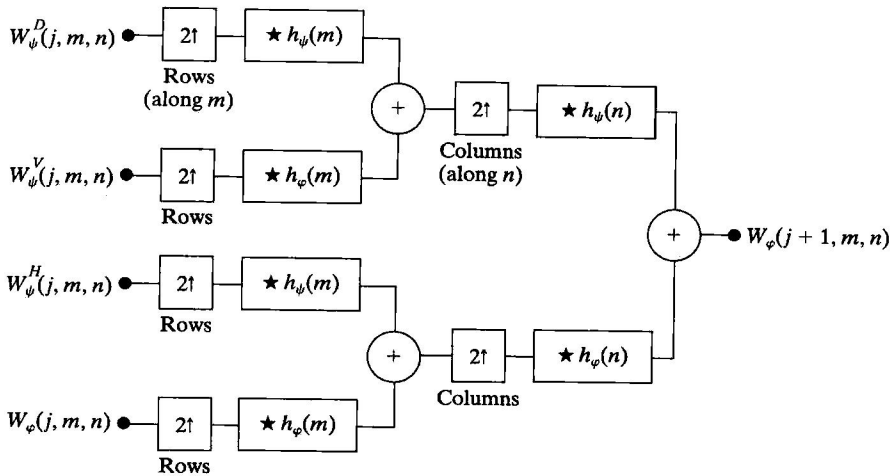 W_ψ^D(j, m, n)
2↑
★ h_ψ(m)
Rows
(along m)
+
2↑
★ h_ψ(n)
Columns
(along n)
W_ψ^V(j, m, n)
2↑
★ h_φ(m)
Rows
+
W_φ(j + 1, m, n)
W_ψ^H(j, m, n)
2↑
★ h_ψ(m)
Rows
+
2↑
★ h_φ(n)
Columns
W_φ(j, m, n)
2↑
★ h_φ(m)
Rows